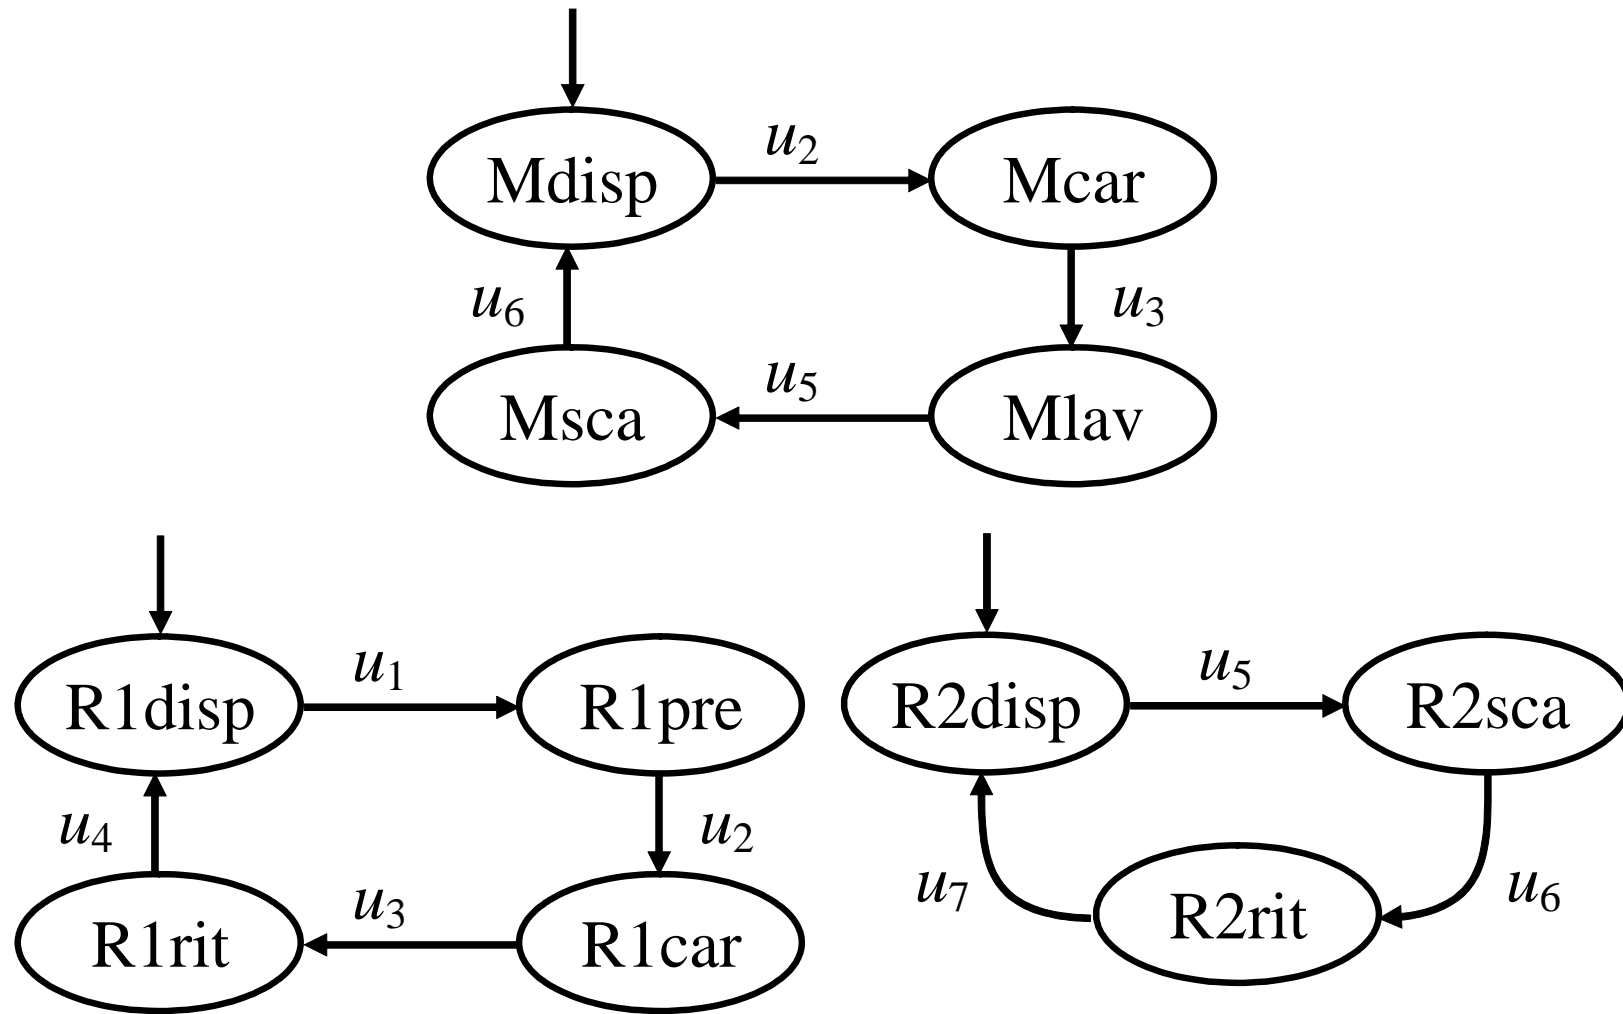 u2
Mdisp Mcar
u6 u3
u5
Msca Mlav
u1 u5
R1disp R1pre R2disp R2sca
u4 u2
u7 u6
u3
R1rit R1car R2rit